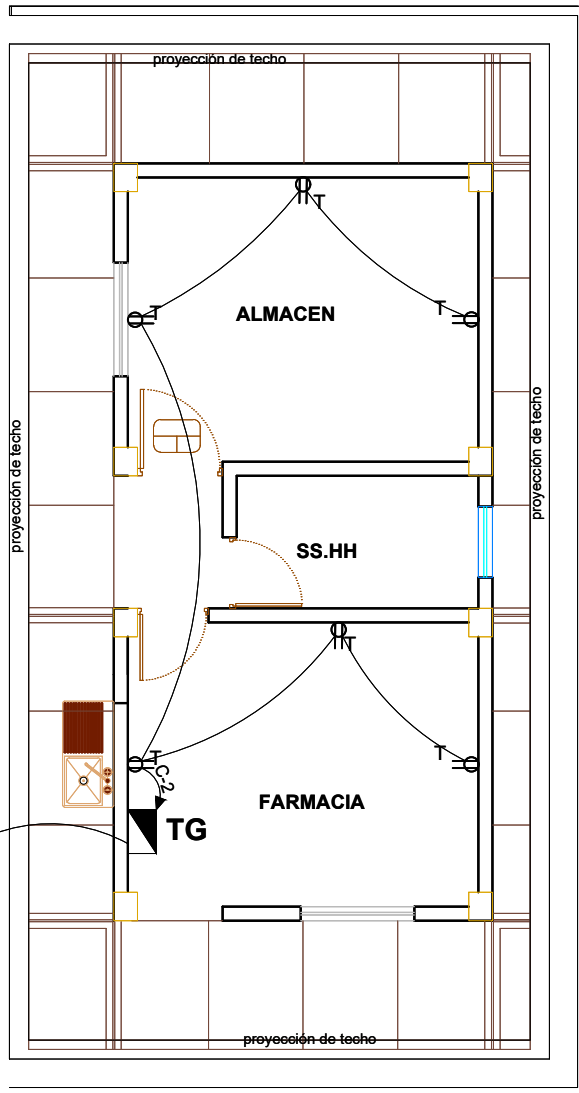 proyección de techo
T
T
T
ALMACEN
proyección de techo
proyección de techo
SS.HH
T
T
T
C-2
FARMACIA
TG
proyección de techo